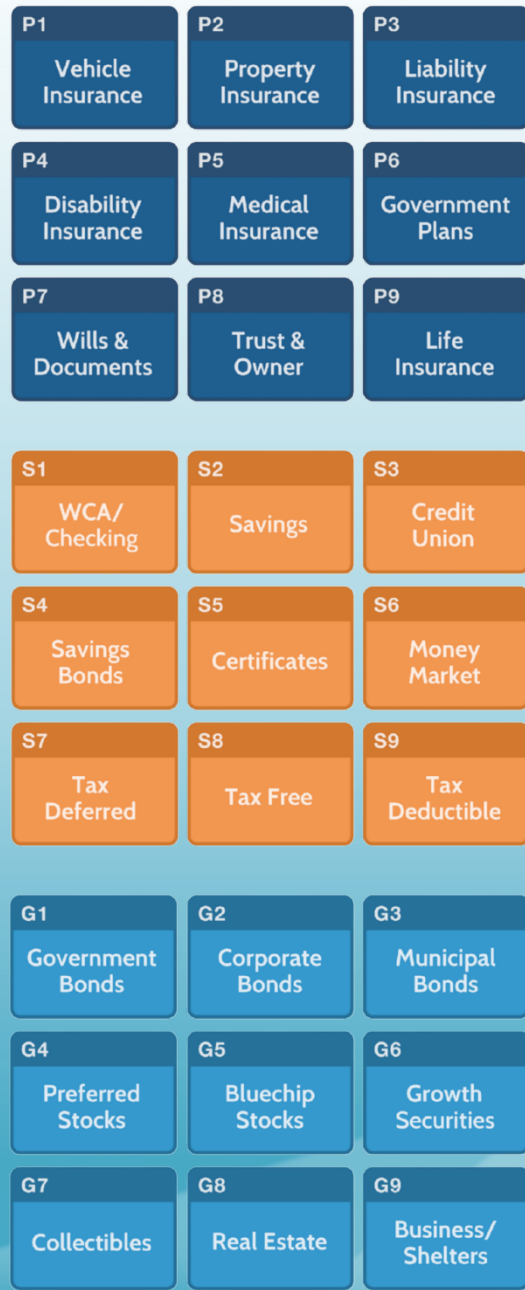 P1 P2 P3
Vehicle Insurance Property Insurance Liability Insurance
P4 P5 P6
Disability Insurance Medical Insurance Government Plans
P7 P8 P9
Wills & Documents Trust & Owner Life Insurance
S1 S2 S3
WCA/ Checking Savings Credit Union
S4 S5 S6
Savings Bonds Certificates Money Market
S7 S8 S9
Tax Deferred Tax Free Tax Deductible
G1 G2 G3
Government Bonds Corporate Bonds Municipal Bonds
G4 G5 G6
Preferred Stocks Bluechip Stocks Growth Securities
G7 G8 G9
Collectibles Real Estate Business/ Shelters